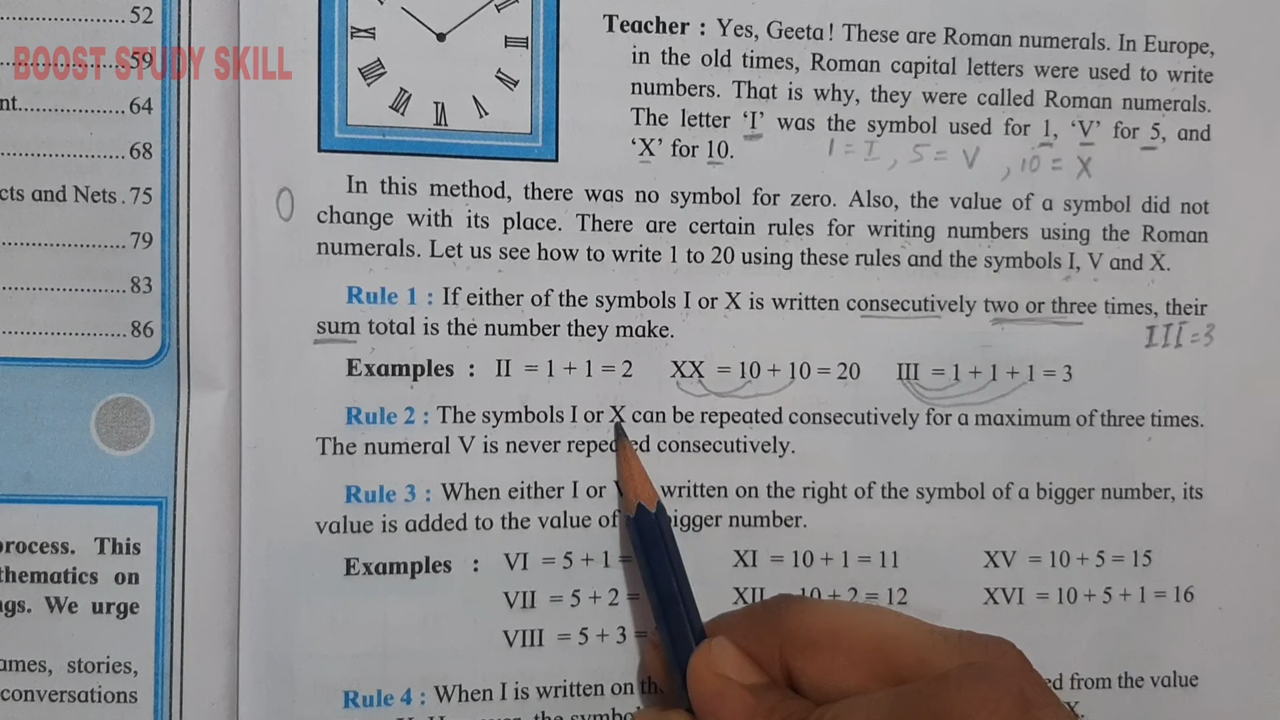 52
59
nt. 64
68
cts and Nets . 75
79
83
86
BOOST STUDY SKILL
process. This
thematics on
ngs. We urge
ames, stories,
conversations
Teacher : Yes, Geeta! These are Roman numerals. In Europe,
in the old times, Roman capital letters were used to write
numbers. That is why, they were called Roman numerals.
The letter ‘I’ was the symbol used for 1, ‘V’ for 5, and
‘X’ for 10.
1 = I , 5 = V , 10 = X
In this method, there was no symbol for zero. Also, the value of a symbol did not
change with its place. There are certain rules for writing numbers using the Roman
numerals. Let us see how to write 1 to 20 using these rules and the symbols I, V and X.
0
Rule 1 : If either of the symbols I or X is written consecutively two or three times, their
sum total is the number they make.
III = 3
Examples : II = 1 + 1 = 2 XX = 10 + 10 = 20 III = 1 + 1 + 1 = 3
Rule 2 : The symbols I or X can be repeated consecutively for a maximum of three times.
The numeral V is never repe ed consecutively.
Rule 3 : When either I or written on the right of the symbol of a bigger number, its
value is added to the value of igger number.
Examples : VI = 5 + 1 = XI = 10 + 1 = 11 XV = 10 + 5 = 15
VII = 5 + 2 = XII = 10 + 2 = 12 XVI = 10 + 5 + 1 = 16
VIII = 5 + 3 =
Rule 4 : When I is written on th ed from the value
the symbo X.